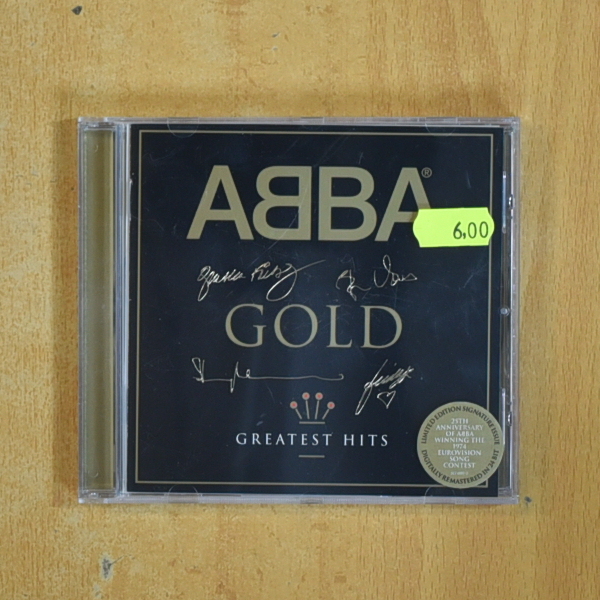 ABBA®
6,00
GOLD
GREATEST HITS
LIMITED EDITION SIGNATURE ISSUE
25TH
ANNIVERSARY
OF ABBA
WINNING THE
1974
EUROVISION
SONG
CONTEST
DIGITALLY REMASTERED IN 24 BIT